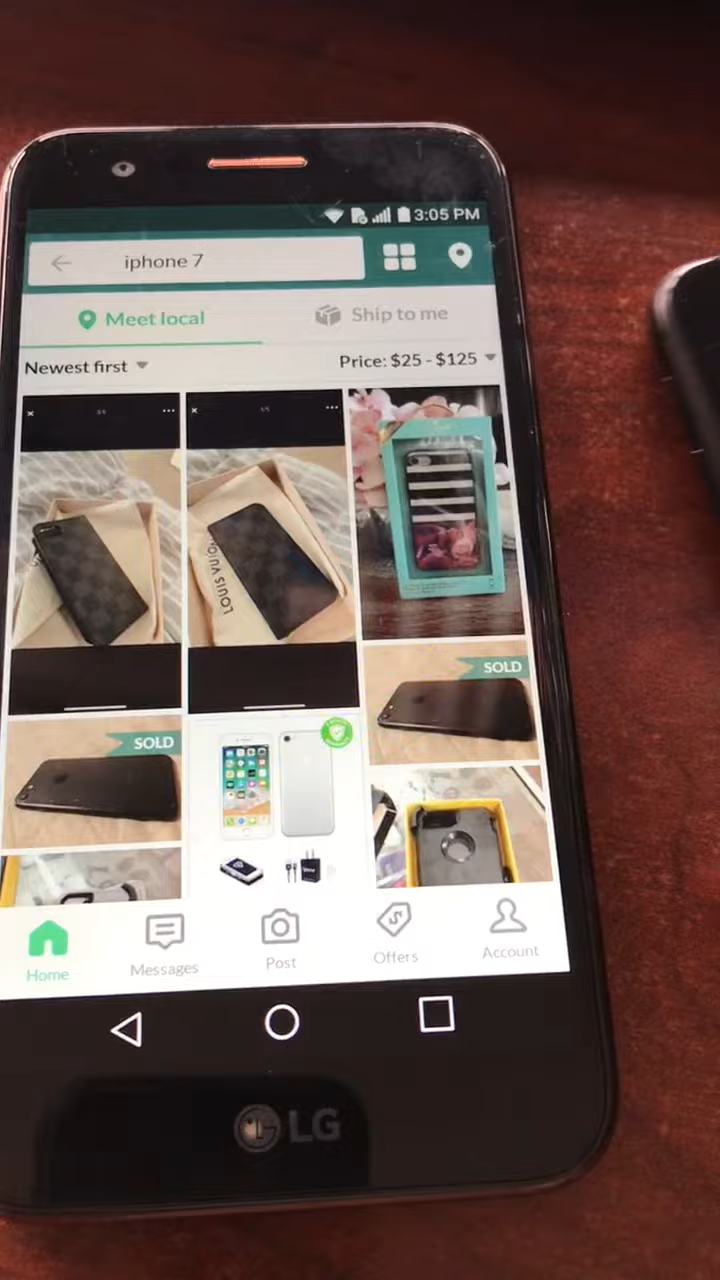 3:05 PM
iphone 7
Meet local
Ship to me
Newest first
Price: $25 - $125
LOUIS VUI
SOLD
SOLD
Home
Messages
Post
Offers
Account
LG